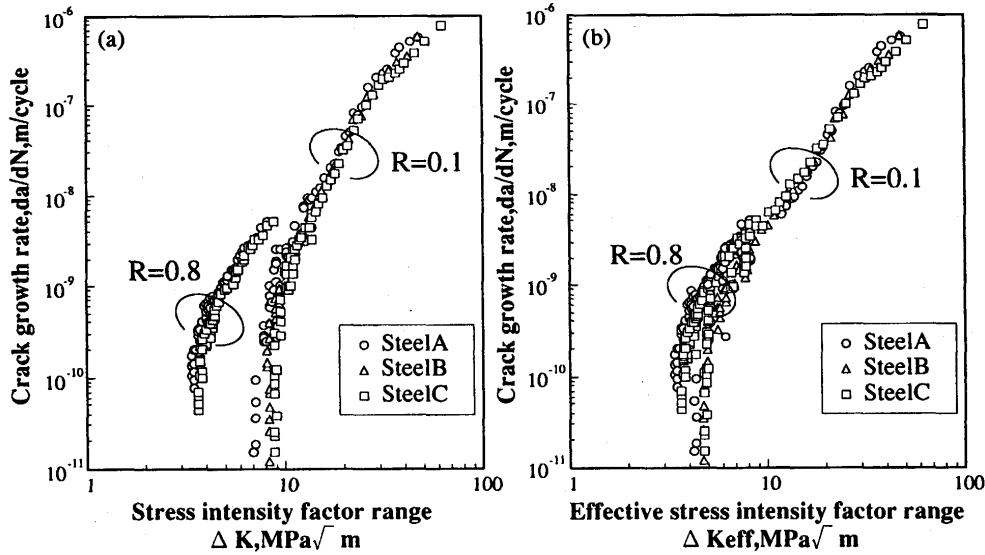 (a)
Crack growth rate,da/dN,m/cycle
10-6
10-7
10-8
10-9
10-10
10-11
R=0.1
R=0.8
SteelA
SteelB
SteelC
1
10
100
Stress intensity factor range
Δ K,MPa√ m
(b)
Crack growth rate,da/dN,m/cycle
10-6
10-7
10-8
10-9
10-10
10-11
R=0.1
R=0.8
SteelA
SteelB
SteelC
1
10
100
Effective stress intensity factor range
Δ Keff,MPa√ m